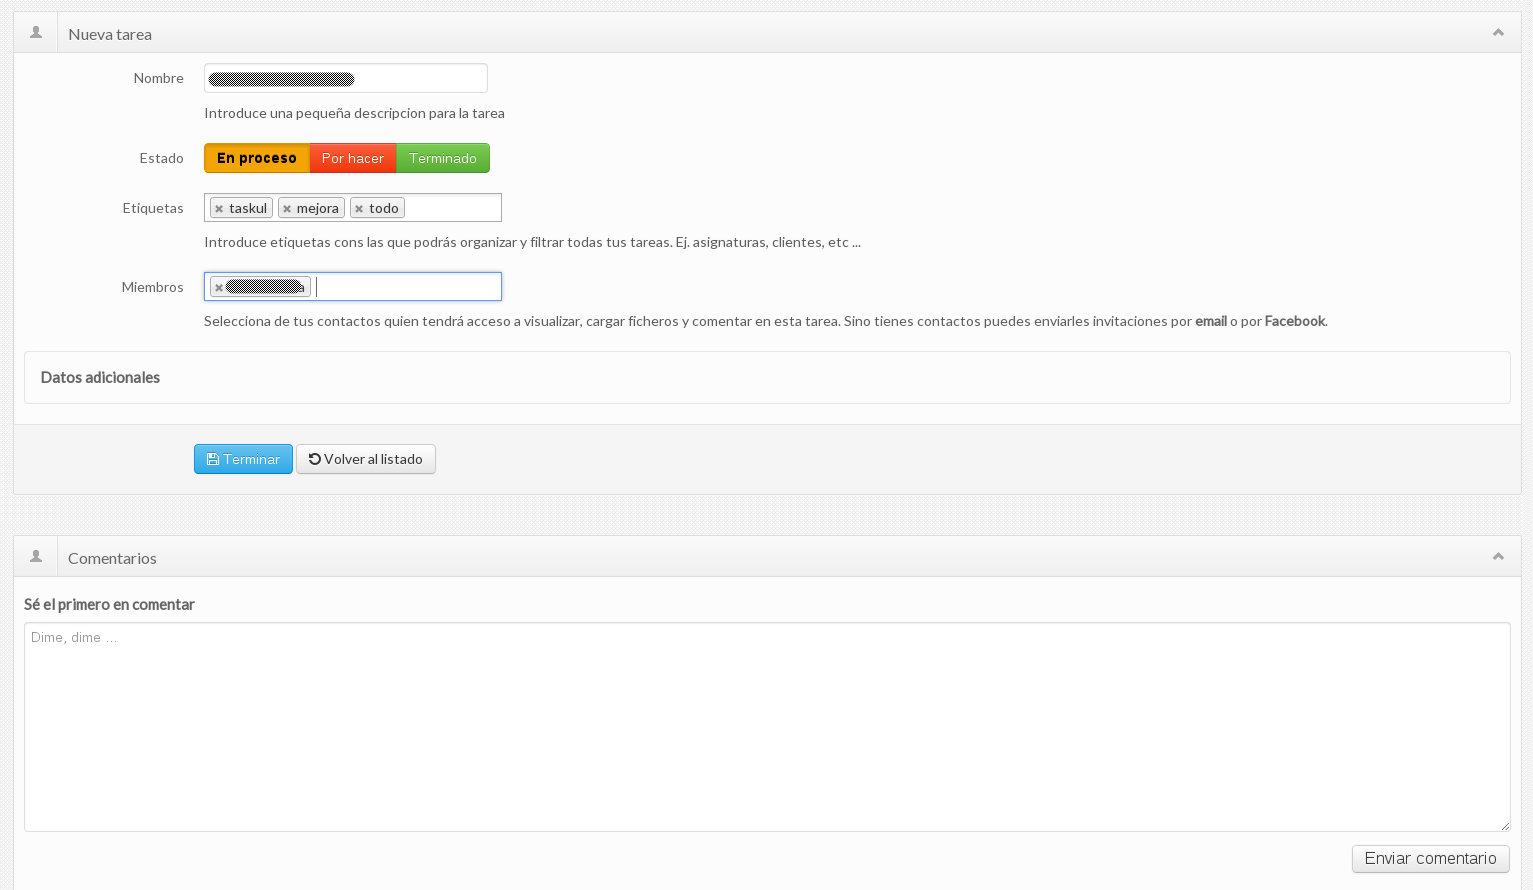 Nueva tarea
Nombre
Introduce una pequeña descripcion para la tarea
Estado En proceso Por hacer Terminado
Etiquetas taskul mejora todo
Introduce etiquetas cons las que podrás organizar y filtrar todas tus tareas. Ej. asignaturas, clientes, etc ...
Miembros
Selecciona de tus contactos quien tendrá acceso a visualizar, cargar ficheros y comentar en esta tarea. Sino tienes contactos puedes enviarles invitaciones por email o por Facebook.
Datos adicionales
Terminar Volver al listado
Comentarios
Sé el primero en comentar
Dime, dime ...
Enviar comentario